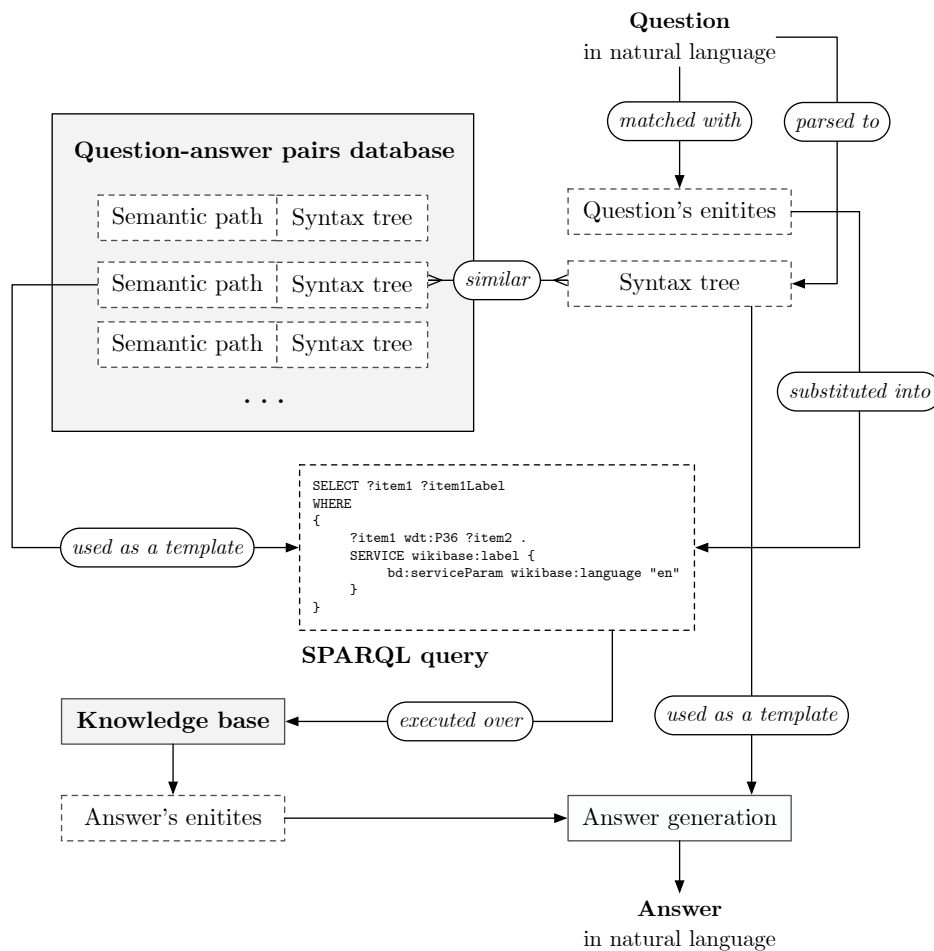 Question
in natural language
matched with
parsed to
Question-answer pairs database
Semantic path Syntax tree
Question's enitites
Semantic path Syntax tree
similar
Syntax tree
Semantic path Syntax tree
. . .
substituted into
SELECT ?item1 ?item1Label
WHERE
{
?item1 wdt:P36 ?item2 .
SERVICE wikibase:label {
bd:serviceParam wikibase:language "en"
}
}
used as a template
SPARQL query
Knowledge base
executed over
used as a template
Answer's enitites
Answer generation
Answer
in natural language